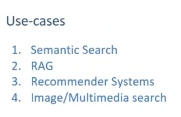 Use-cases
1. Semantic Search
2. RAG
3. Recommender Systems
4. Image/Multimedia search